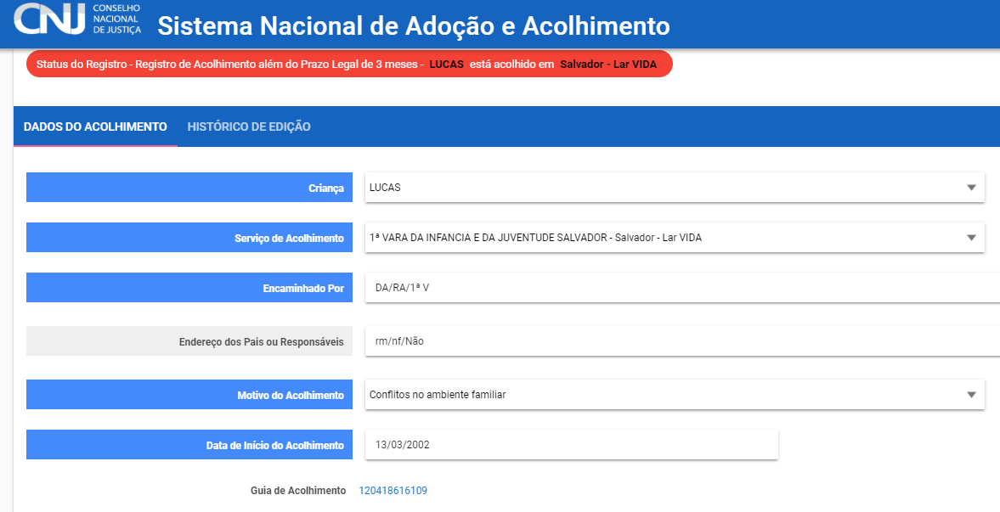 CNJ CONSELHO
NACIONAL
DE JUSTIÇA
Sistema Nacional de Adoção e Acolhimento
Status do Registro - Registro de Acolhimento além do Prazo Legal de 3 meses - LUCAS está acolhido em Salvador - Lar VIDA
DADOS DO ACOLHIMENTO HISTÓRICO DE EDIÇÃO
Criança LUCAS
Serviço de Acolhimento 1ª VARA DA INFANCIA E DA JUVENTUDE SALVADOR - Salvador - Lar VIDA
Encaminhado Por DA/RA/1ª V
Endereço dos Pais ou Responsáveis rm/nf/Não
Motivo do Acolhimento Conflitos no ambiente familiar
Data de Início do Acolhimento 13/03/2002
Guia de Acolhimento 120418616109